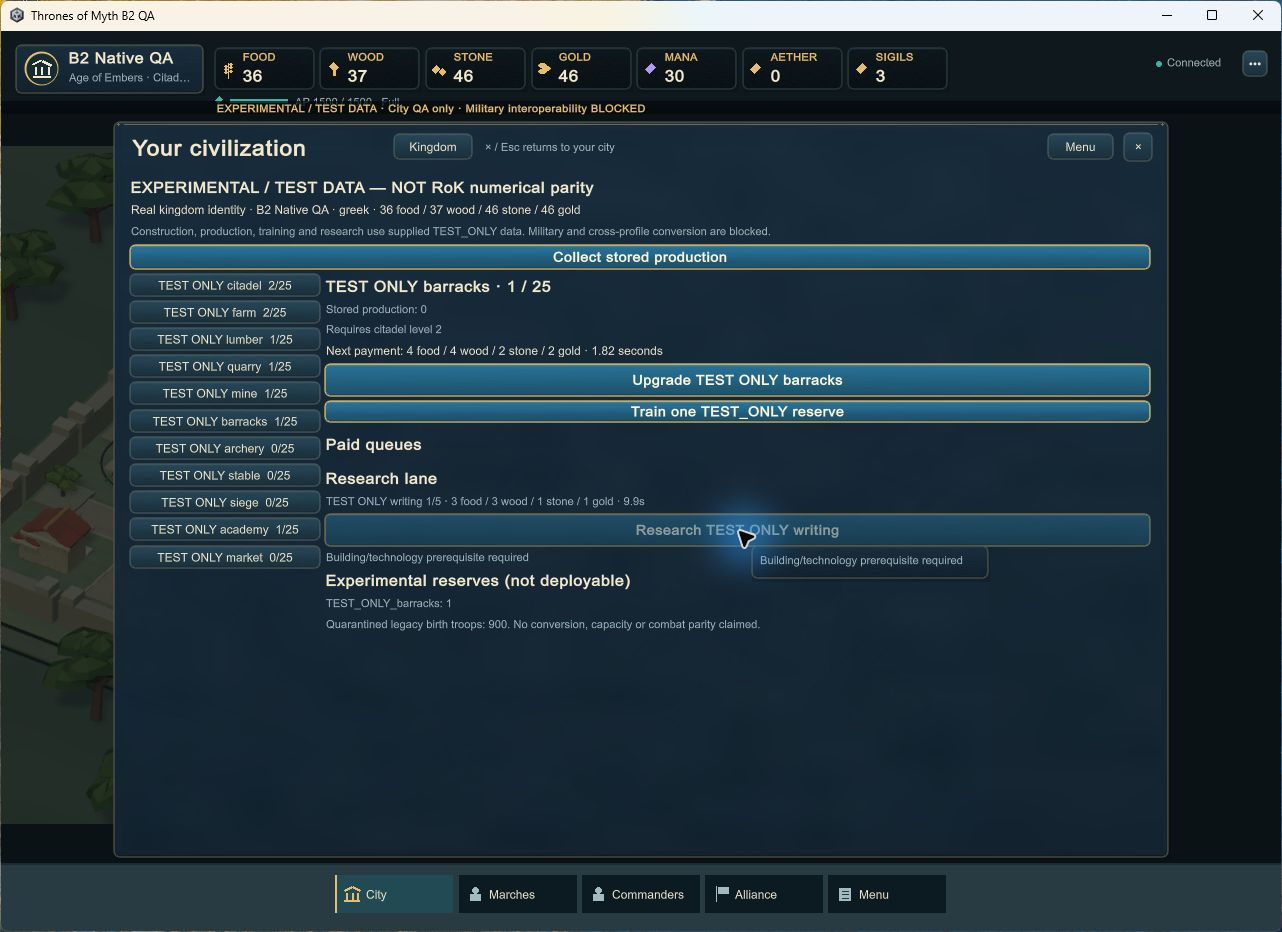 Thrones of Myth B2 QA
B2 Native QA
Age of Embers · Citad...
FOOD
36
WOOD
37
STONE
46
GOLD
46
MANA
30
AETHER
0
SIGILS
3
Connected
AP 1500 / 1500 · Full
EXPERIMENTAL / TEST DATA · City QA only · Military interoperability BLOCKED
Your civilization
Kingdom
× / Esc returns to your city
Menu
×
EXPERIMENTAL / TEST DATA — NOT RoK numerical parity
Real kingdom identity · B2 Native QA · greek · 36 food / 37 wood / 46 stone / 46 gold
Construction, production, training and research use supplied TEST_ONLY data. Military and cross-profile conversion are blocked.
Collect stored production
TEST ONLY citadel 2/25
TEST ONLY farm 2/25
TEST ONLY lumber 1/25
TEST ONLY quarry 1/25
TEST ONLY mine 1/25
TEST ONLY barracks 1/25
TEST ONLY archery 0/25
TEST ONLY stable 0/25
TEST ONLY siege 0/25
TEST ONLY academy 1/25
TEST ONLY market 0/25
TEST ONLY barracks · 1 / 25
Stored production: 0
Requires citadel level 2
Next payment: 4 food / 4 wood / 2 stone / 2 gold · 1.82 seconds
Upgrade TEST ONLY barracks
Train one TEST_ONLY reserve
Paid queues
Research lane
TEST ONLY writing 1/5 · 3 food / 3 wood / 1 stone / 1 gold · 9.9s
Research TEST ONLY writing
Building/technology prerequisite required
Building/technology prerequisite required
Experimental reserves (not deployable)
TEST_ONLY_barracks: 1
Quarantined legacy birth troops: 900. No conversion, capacity or combat parity claimed.
City
Marches
Commanders
Alliance
Menu